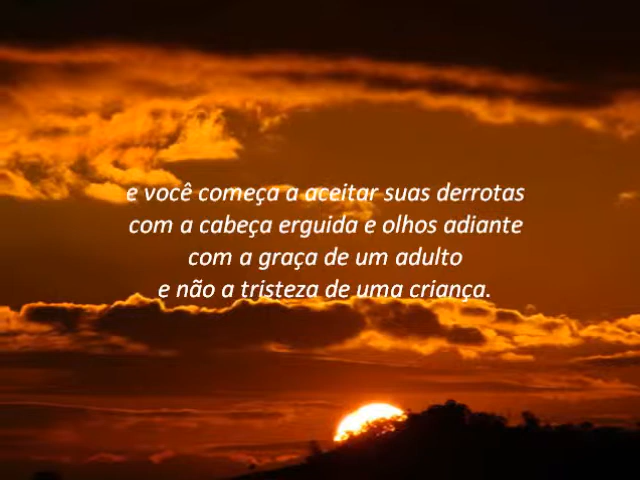 e você começa a aceitar suas derrotas
com a cabeça erguida e olhos adiante
com a graça de um adulto
e não a tristeza de uma criança.